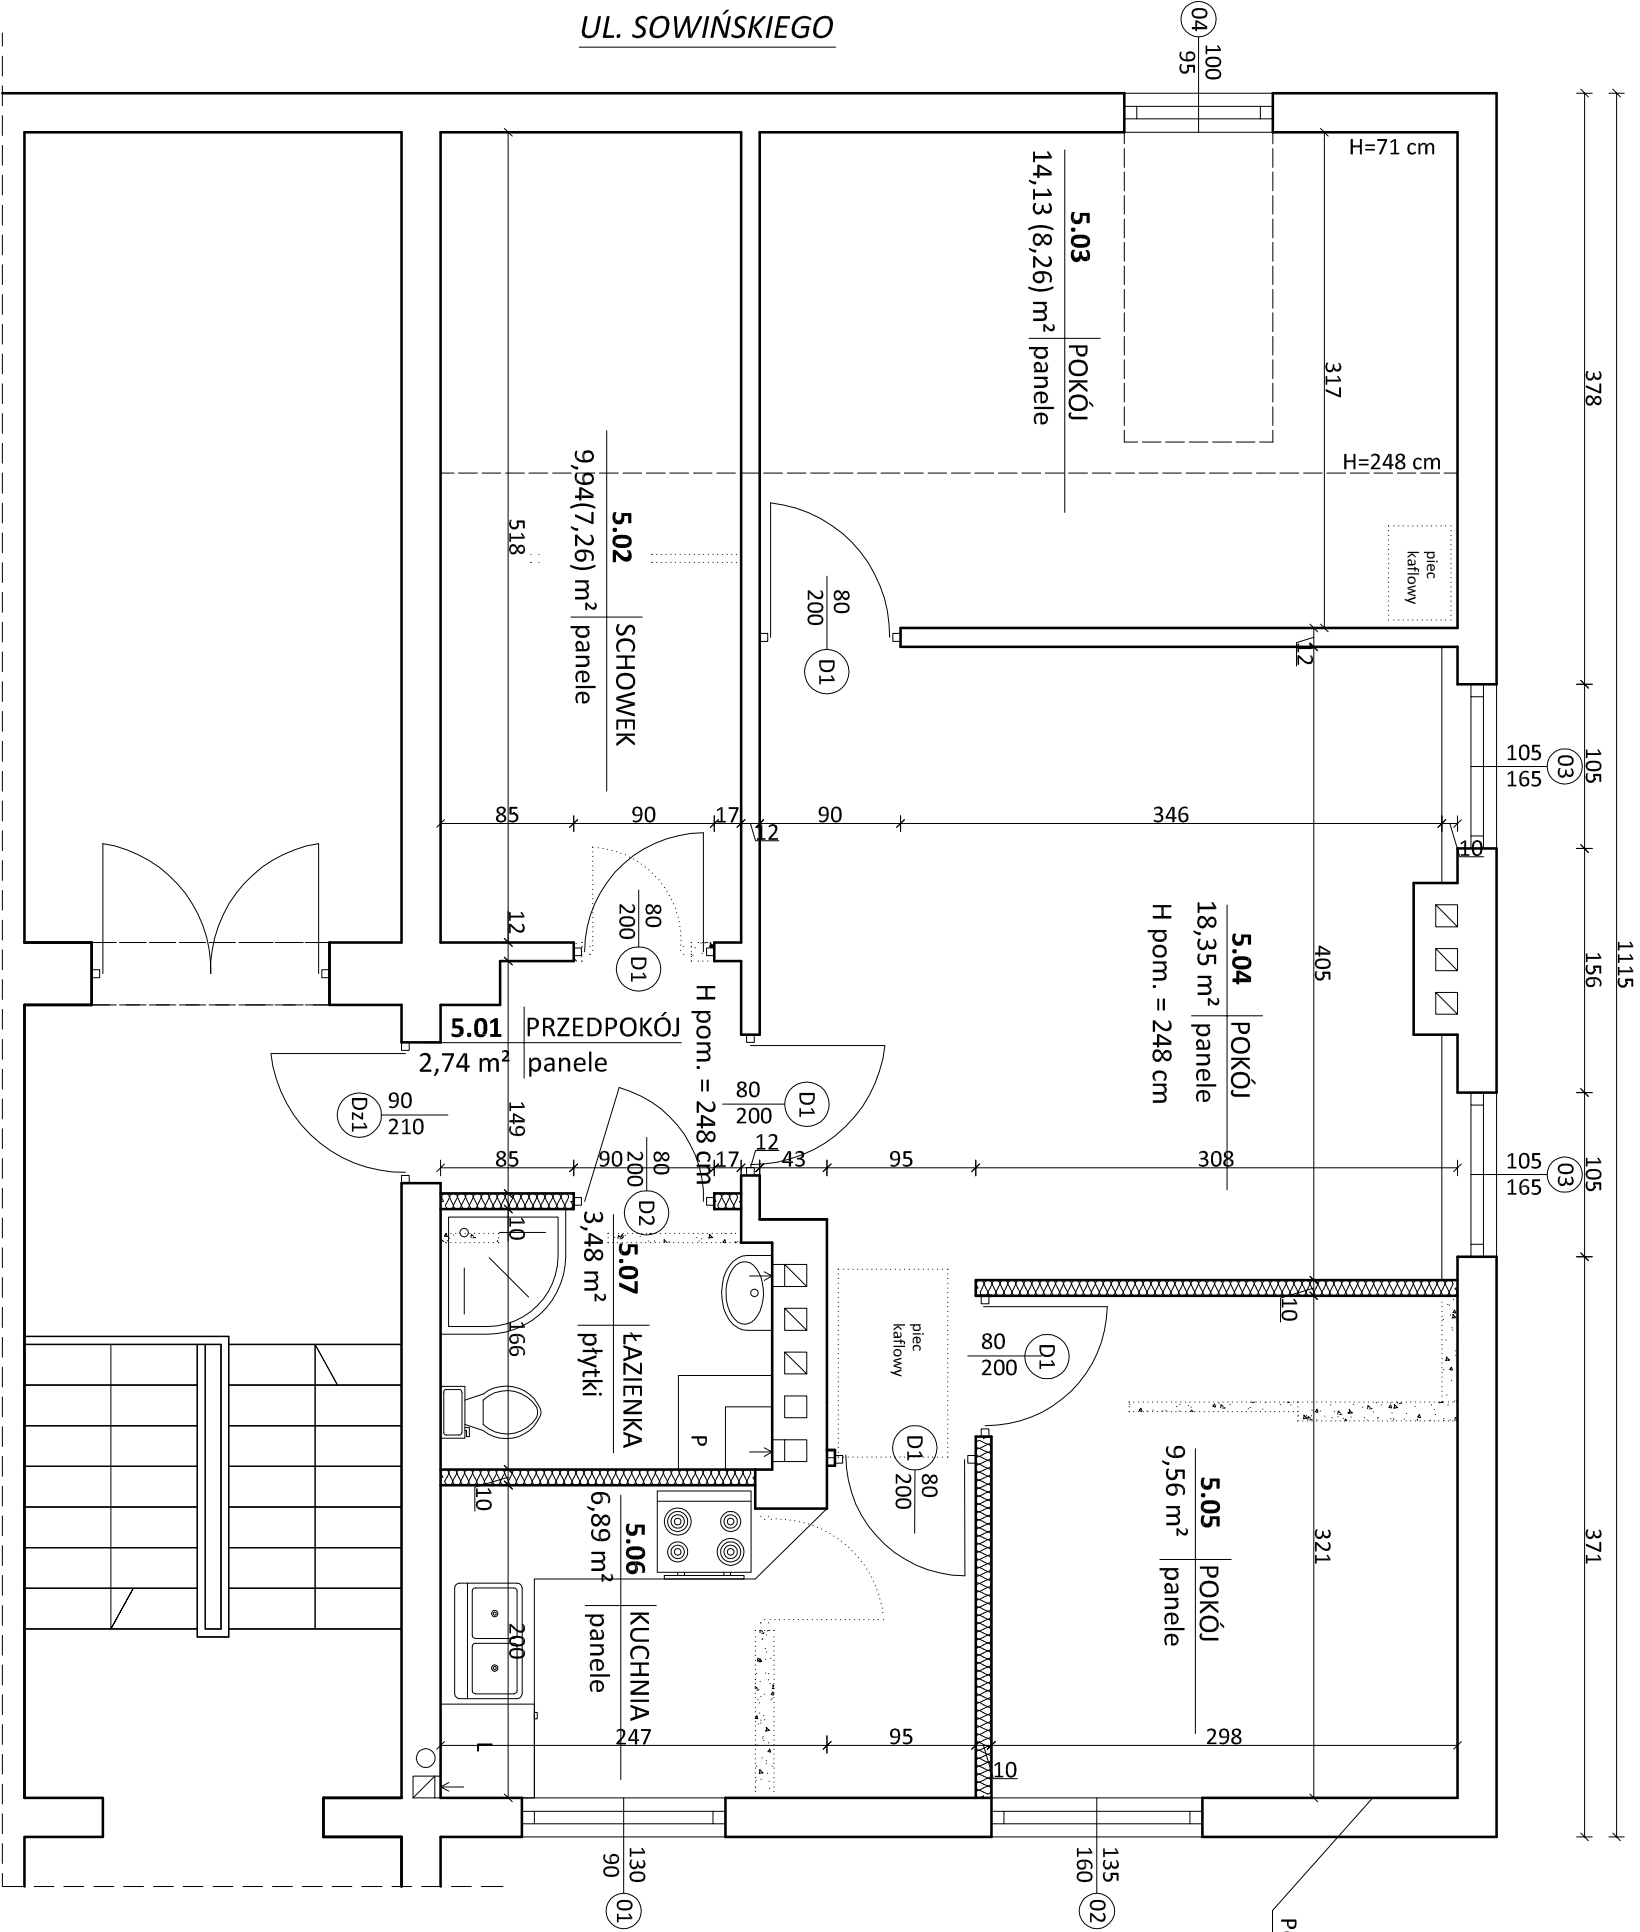 UL. SOWIŃSKIEGO
04
100
95
H=71 cm
5.03
POKÓJ
14,13 (8,26) m²
panele
317
378
H=248 cm
piec
kaflowy
518
5.02
SCHOWEK
9,94(7,26) m²
panele
80
200
D1
12
105
165
03
105
85
90
17
12
90
346
10
12
80
200
D1
5.04
POKÓJ
18,35 m²
panele
H pom. = 248 cm
405
156
1115
5.01
PRZEDPOKÓJ
2,74 m²
panele
H pom. = 248 cm
Dz1
90
210
149
80
200
D1
12
85
90
17
43
95
308
105
165
03
105
80
200
D2
10
5.07
ŁAZIENKA
3,48 m²
płytki
166
P
piec
kaflowy
80
200
D1
10
D1
80
200
10
5.06
KUCHNIA
6,89 m²
panele
200
5.05
POKÓJ
9,56 m²
panele
321
371
L
247
95
298
10
130
90
01
135
160
02
P